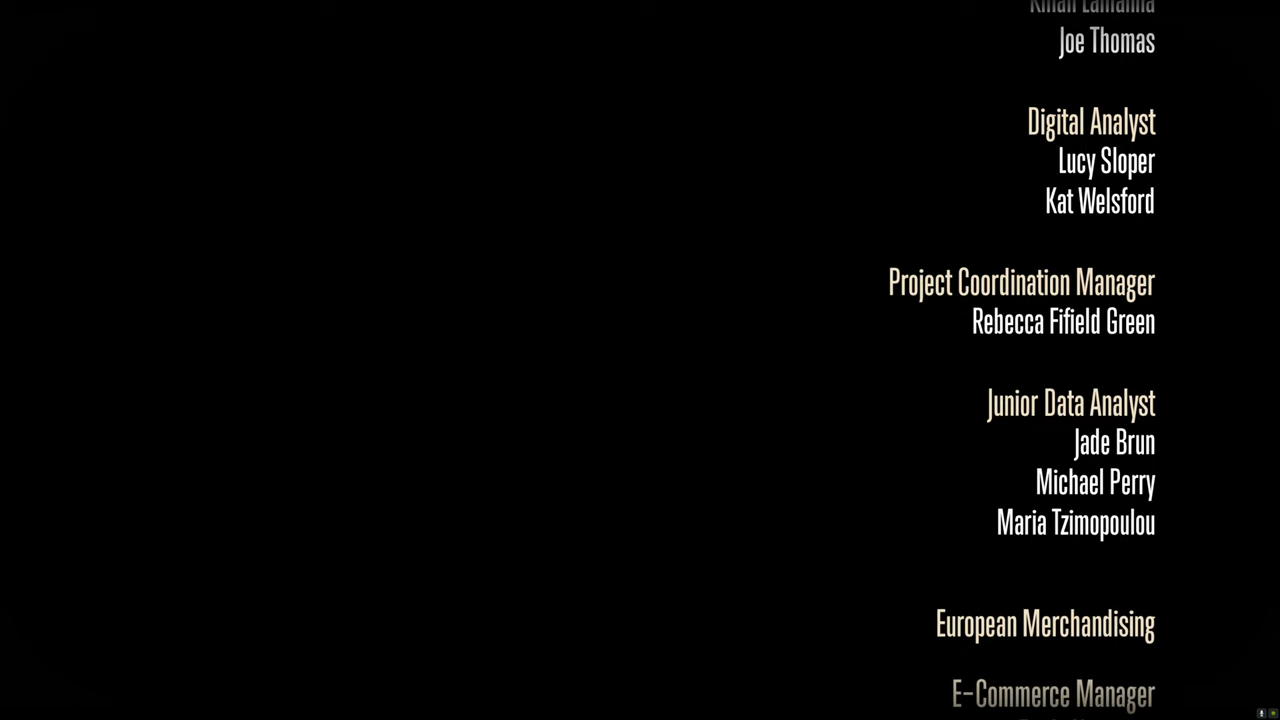 Joe Thomas
Digital Analyst
Lucy Sloper
Kat Welsford
Project Coordination Manager
Rebecca Fifield Green
Junior Data Analyst
Jade Brun
Michael Perry
Maria Tzimopoulou
European Merchandising
E-Commerce Manager